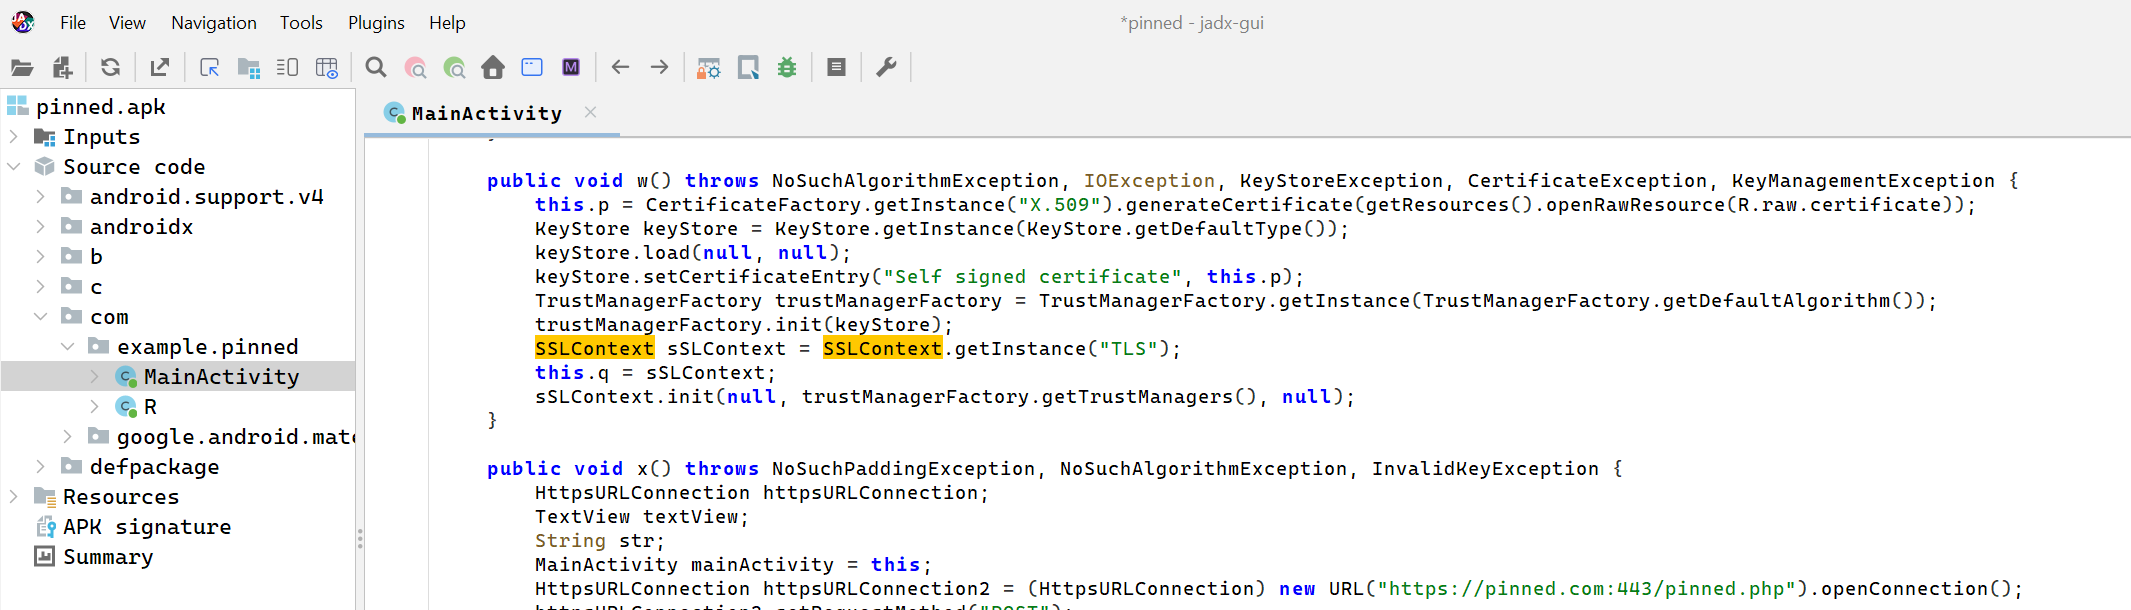 File View Navigation Tools Plugins Help
*pinned - jadx-gui
pinned.apk
Inputs
Source code
android.support.v4
androidx
b
c
com
example.pinned
MainActivity
R
google.android.mat
defpackage
Resources
APK signature
Summary
MainActivity
public void w() throws NoSuchAlgorithmException, IOException, KeyStoreException, CertificateException, KeyManagementException {
this.p = CertificateFactory.getInstance("X.509").generateCertificate(getResources().openRawResource(R.raw.certificate));
KeyStore keyStore = KeyStore.getInstance(KeyStore.getDefaultType());
keyStore.load(null, null);
keyStore.setCertificateEntry("Self signed certificate", this.p);
TrustManagerFactory trustManagerFactory = TrustManagerFactory.getInstance(TrustManagerFactory.getDefaultAlgorithm());
trustManagerFactory.init(keyStore);
SSLContext sSLContext = SSLContext.getInstance("TLS");
this.q = sSLContext;
sSLContext.init(null, trustManagerFactory.getTrustManagers(), null);
}
public void x() throws NoSuchPaddingException, NoSuchAlgorithmException, InvalidKeyException {
HttpsURLConnection httpsURLConnection;
TextView textView;
String str;
MainActivity mainActivity = this;
HttpsURLConnection httpsURLConnection2 = (HttpsURLConnection) new URL("https://pinned.com:443/pinned.php").openConnection();
httpsURLConnection2.setRequestMethod("POST");